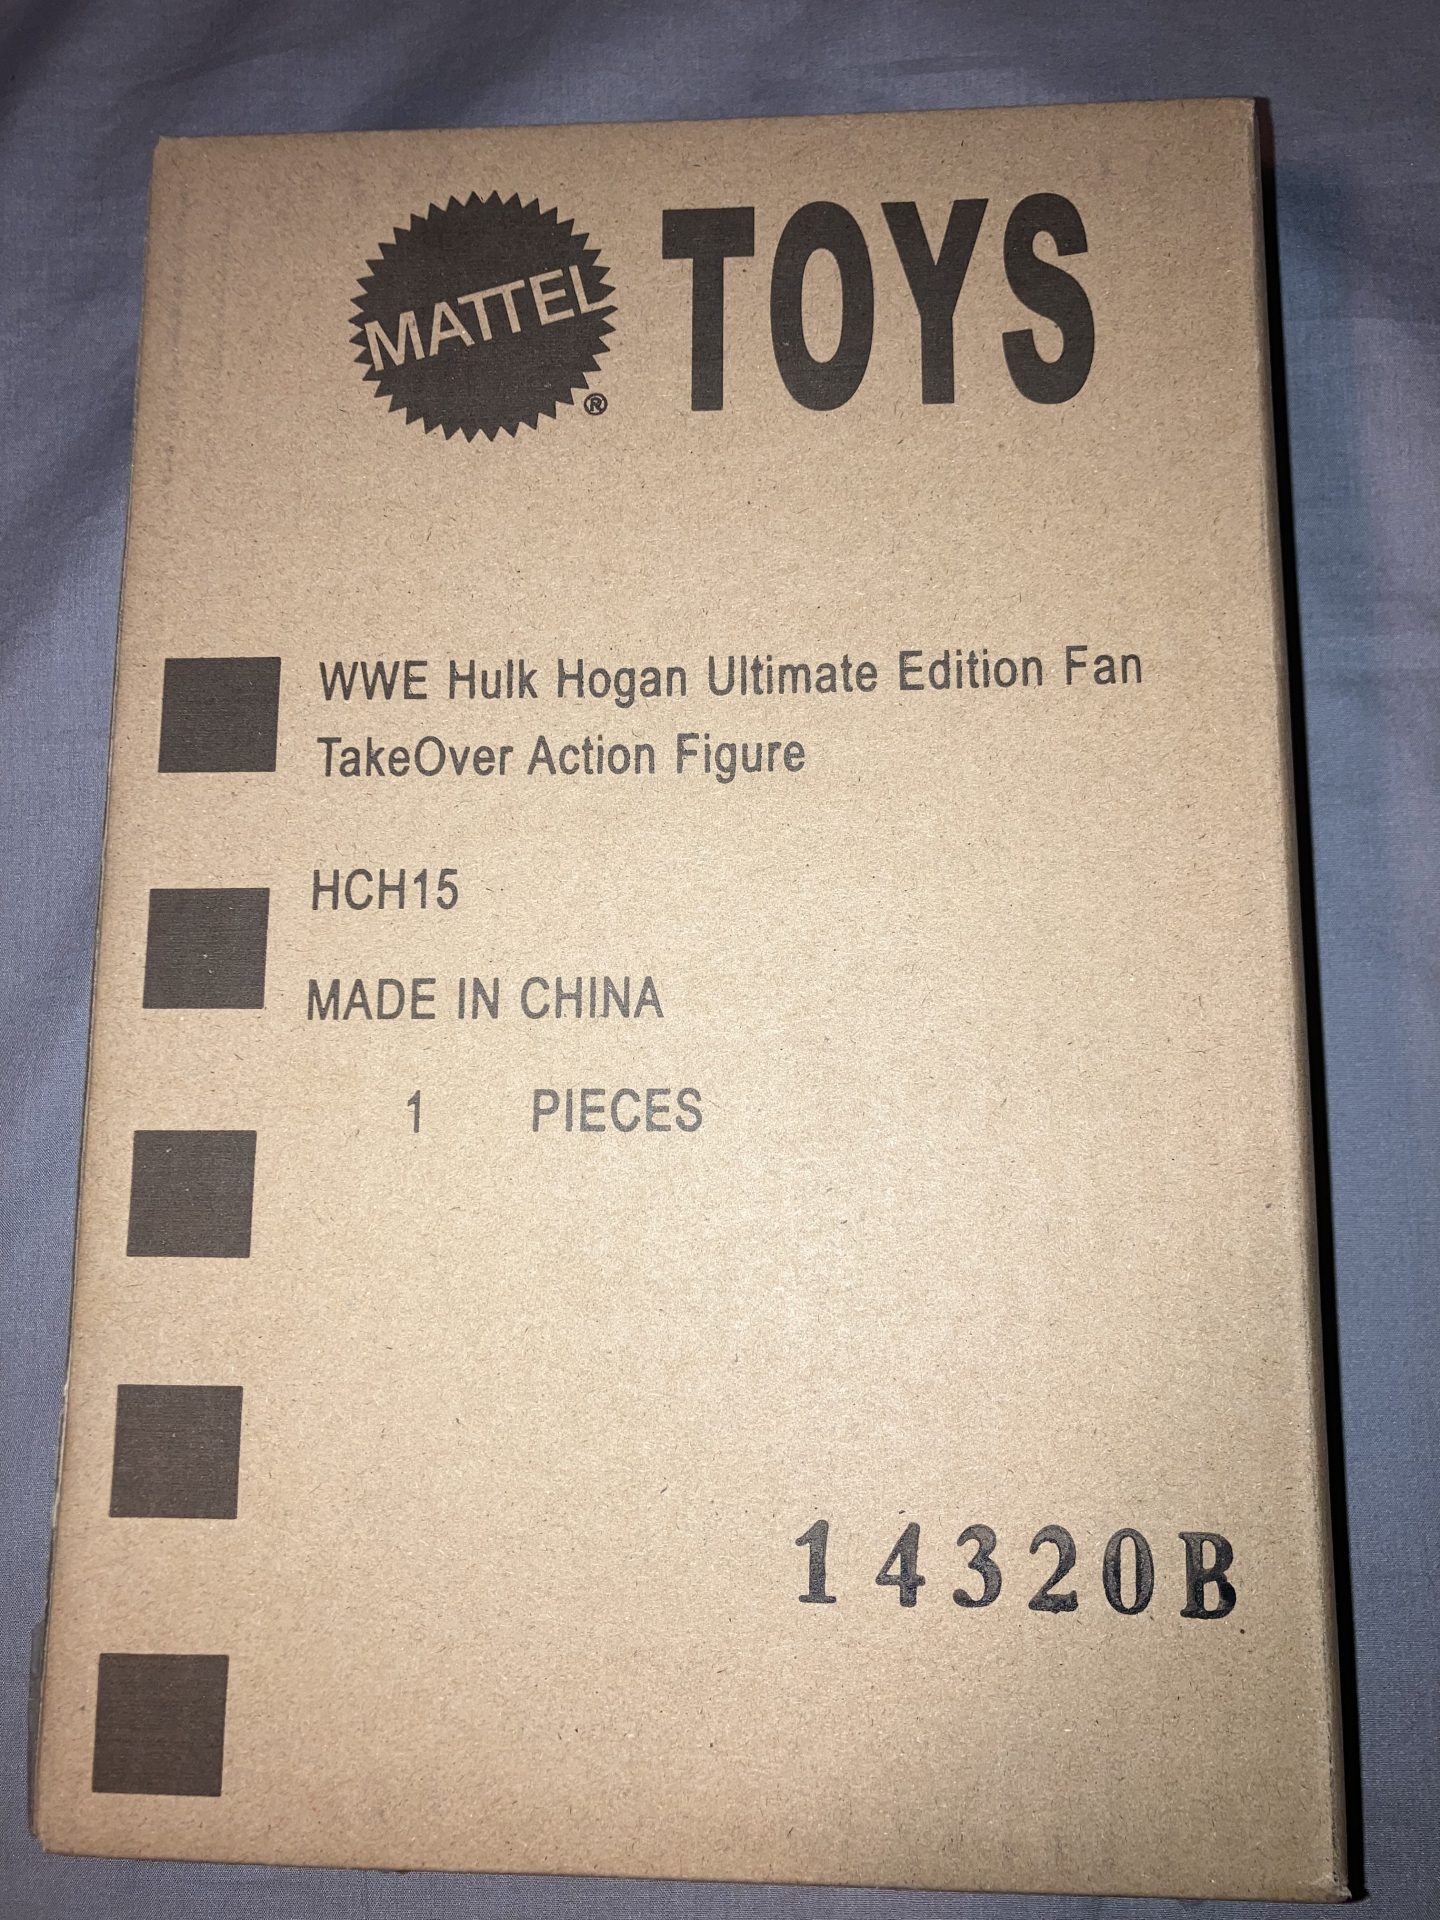 MATTEL® TOYS
WWE Hulk Hogan Ultimate Edition Fan
TakeOver Action Figure
HCH15
MADE IN CHINA
1 PIECES
14320B